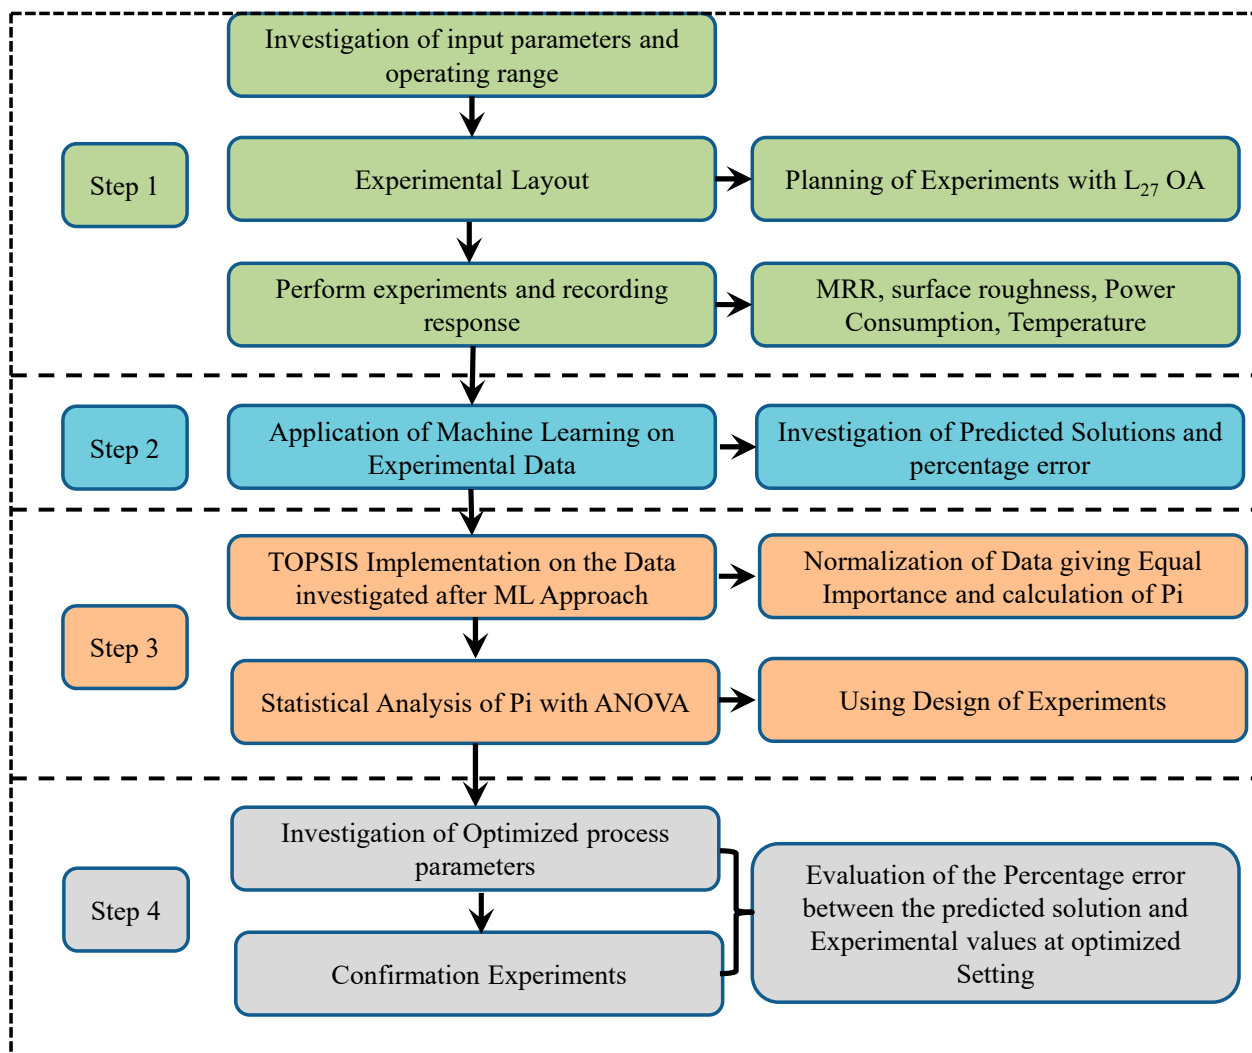 Investigation of input parameters and
operating range
Step 1
Experimental Layout
Planning of Experiments with L₂₇ OA
Perform experiments and recording
response
MRR, surface roughness, Power
Consumption, Temperature
Step 2
Application of Machine Learning on
Experimental Data
Investigation of Predicted Solutions and
percentage error
Step 3
TOPSIS Implementation on the Data
investigated after ML Approach
Normalization of Data giving Equal
Importance and calculation of Pi
Statistical Analysis of Pi with ANOVA
Using Design of Experiments
Step 4
Investigation of Optimized process
parameters
Confirmation Experiments
Evaluation of the Percentage error
between the predicted solution and
Experimental values at optimized
Setting